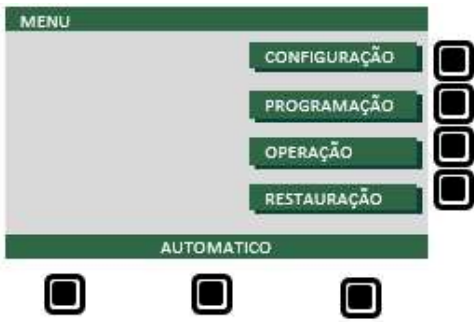 MENU
CONFIGURAÇÃO
PROGRAMAÇÃO
OPERAÇÃO
RESTAURAÇÃO
AUTOMATICO